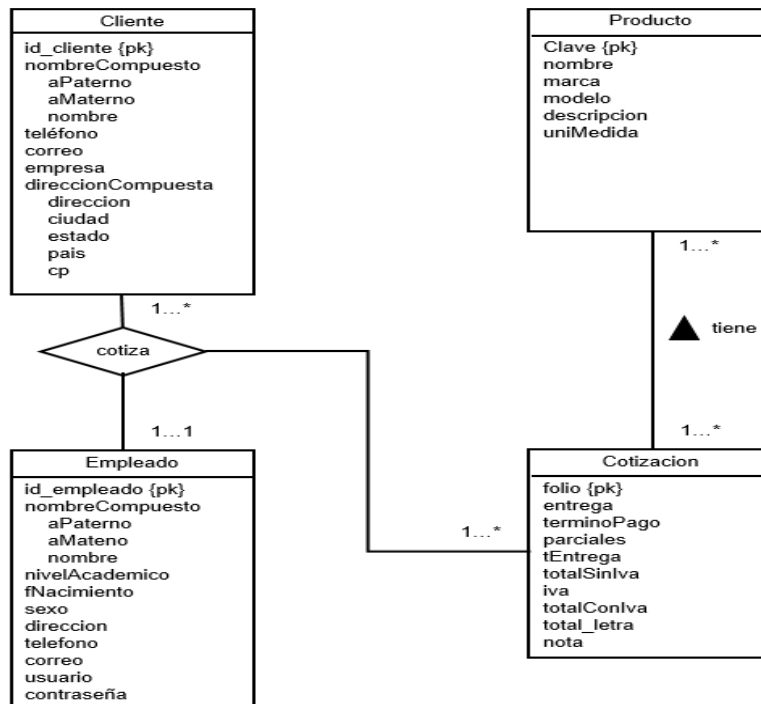 Cliente
id_cliente {pk}
nombreCompuesto
aPaterno
aMaterno
nombre
teléfono
correo
empresa
direccionCompuesta
direccion
ciudad
estado
pais
cp
1...*
cotiza
1...1
Empleado
id_empleado {pk}
nombreCompuesto
aPaterno
aMateno
nombre
nivelAcademico
fNacimiento
sexo
direccion
telefono
correo
usuario
contraseña
Producto
Clave {pk}
nombre
marca
modelo
descripcion
uniMedida
1...*
tiene
1...*
Cotizacion
folio {pk}
entrega
terminoPago
parciales
tEntrega
totalSinIva
iva
totalConIva
total_letra
nota
1...*